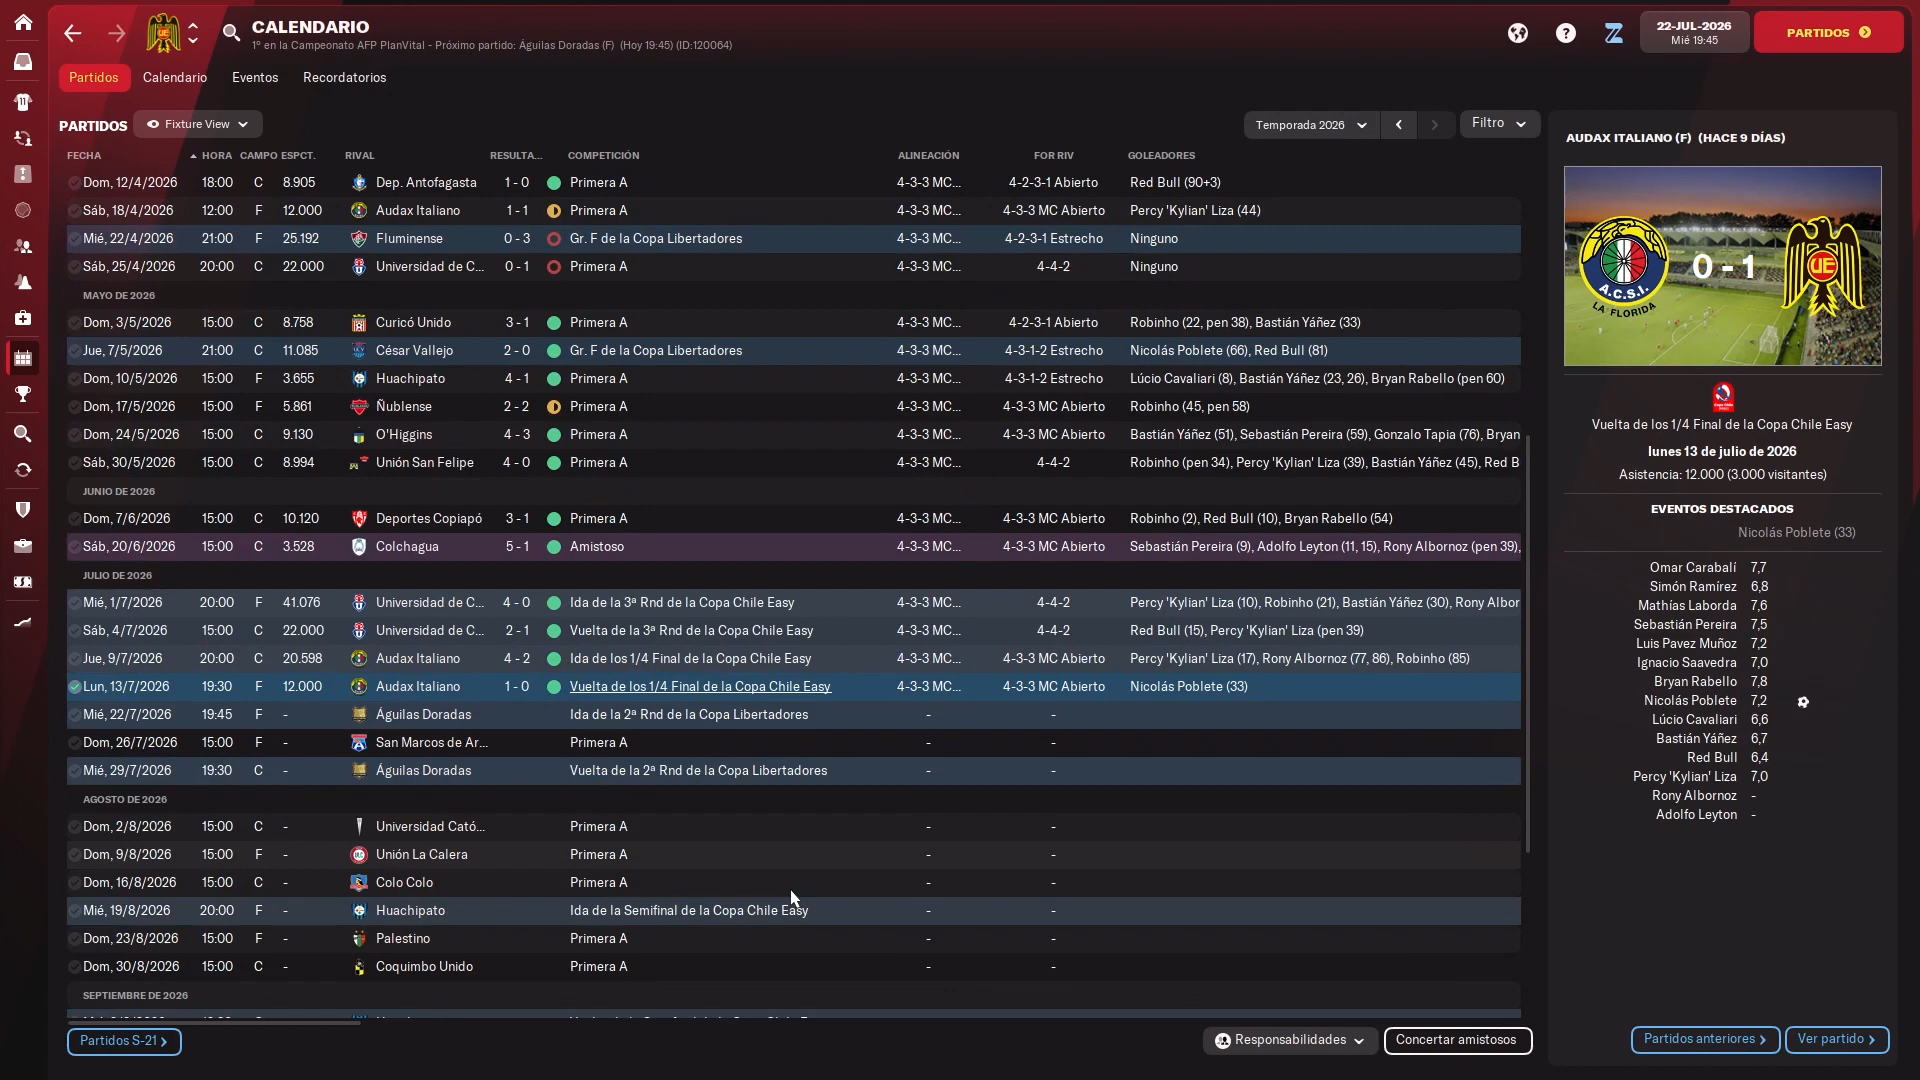 CALENDARIO
1º en la Campeonato AFP PlanVital - Próximo partido: Águilas Doradas (F) (Hoy 19:45) (ID:120064)
22-JUL-2026
Mié 19:45
PARTIDOS
Partidos Calendario Eventos Recordatorios
PARTIDOS Fixture View Temporada 2026 Filtro
FECHA HORA CAMPO ESPCT. RIVAL RESULTA... COMPETICIÓN ALINEACIÓN FOR RIV GOLEADORES
Dom, 12/4/2026 18:00 C 8.905 Dep. Antofagasta 1 - 0 Primera A 4-3-3 MC... 4-2-3-1 Abierto Red Bull (90+3)
Sáb, 18/4/2026 12:00 F 12.000 Audax Italiano 1 - 1 Primera A 4-3-3 MC... 4-3-3 MC Abierto Percy 'Kylian' Liza (44)
Mié, 22/4/2026 21:00 F 25.192 Fluminense 0 - 3 Gr. F de la Copa Libertadores 4-3-3 MC... 4-2-3-1 Estrecho Ninguno
Sáb, 25/4/2026 20:00 C 22.000 Universidad de C... 0 - 1 Primera A 4-3-3 MC... 4-4-2 Ninguno
MAYO DE 2026
Dom, 3/5/2026 15:00 C 8.758 Curicó Unido 3 - 1 Primera A 4-3-3 MC... 4-2-3-1 Abierto Robinho (22, pen 38), Bastián Yáñez (33)
Jue, 7/5/2026 21:00 C 11.085 César Vallejo 2 - 0 Gr. F de la Copa Libertadores 4-3-3 MC... 4-3-1-2 Estrecho Nicolás Poblete (66), Red Bull (81)
Dom, 10/5/2026 15:00 F 3.655 Huachipato 4 - 1 Primera A 4-3-3 MC... 4-3-1-2 Estrecho Lúcio Cavaliari (8), Bastián Yáñez (23, 26), Bryan Rabello (pen 60)
Dom, 17/5/2026 15:00 F 5.861 Ñublense 2 - 2 Primera A 4-3-3 MC... 4-3-3 MC Abierto Robinho (45, pen 58)
Dom, 24/5/2026 15:00 C 9.130 O'Higgins 4 - 3 Primera A 4-3-3 MC... 4-3-3 MC Abierto Bastián Yáñez (51), Sebastián Pereira (59), Gonzalo Tapia (76), Bryan
Sáb, 30/5/2026 15:00 C 8.994 Unión San Felipe 4 - 0 Primera A 4-3-3 MC... 4-4-2 Robinho (pen 34), Percy 'Kylian' Liza (39), Bastián Yáñez (45), Red B
JUNIO DE 2026
Dom, 7/6/2026 15:00 C 10.120 Deportes Copiapó 3 - 1 Primera A 4-3-3 MC... 4-3-3 MC Abierto Robinho (2), Red Bull (10), Bryan Rabello (54)
Sáb, 20/6/2026 15:00 C 3.528 Colchagua 5 - 1 Amistoso 4-3-3 MC... 4-3-3 MC Abierto Sebastián Pereira (9), Adolfo Leyton (11, 15), Rony Albornoz (pen 39),
JULIO DE 2026
Mié, 1/7/2026 20:00 F 41.076 Universidad de C... 4 - 0 Ida de la 3ª Rnd de la Copa Chile Easy 4-3-3 MC... 4-4-2 Percy 'Kylian' Liza (10), Robinho (21), Bastián Yáñez (30), Rony Albor
Sáb, 4/7/2026 15:00 C 22.000 Universidad de C... 2 - 1 Vuelta de la 3ª Rnd de la Copa Chile Easy 4-3-3 MC... 4-4-2 Red Bull (15), Percy 'Kylian' Liza (pen 39)
Jue, 9/7/2026 20:00 C 20.598 Audax Italiano 4 - 2 Ida de los 1/4 Final de la Copa Chile Easy 4-3-3 MC... 4-3-3 MC Abierto Percy 'Kylian' Liza (17), Rony Albornoz (77, 86), Robinho (85)
Lun, 13/7/2026 19:30 F 12.000 Audax Italiano 1 - 0 Vuelta de los 1/4 Final de la Copa Chile Easy 4-3-3 MC... 4-3-3 MC Abierto Nicolás Poblete (33)
Mié, 22/7/2026 19:45 F - Águilas Doradas Ida de la 2ª Rnd de la Copa Libertadores - -
Dom, 26/7/2026 15:00 F - San Marcos de Ar... Primera A - -
Mié, 29/7/2026 19:30 C - Águilas Doradas Vuelta de la 2ª Rnd de la Copa Libertadores - -
AGOSTO DE 2026
Dom, 2/8/2026 15:00 C - Universidad Cató... Primera A - -
Dom, 9/8/2026 15:00 F - Unión La Calera Primera A - -
Dom, 16/8/2026 15:00 C - Colo Colo Primera A - -
Mié, 19/8/2026 20:00 F - Huachipato Ida de la Semifinal de la Copa Chile Easy - -
Dom, 23/8/2026 15:00 F - Palestino Primera A - -
Dom, 30/8/2026 15:00 C - Coquimbo Unido Primera A - -
SEPTIEMBRE DE 2026
Partidos S-21 Responsabilidades Concertar amistosos
AUDAX ITALIANO (F) (HACE 9 DÍAS)
A.C.S.I. 0 - 1 UE
LA FLORIDA
Vuelta de los 1/4 Final de la Copa Chile Easy
lunes 13 de julio de 2026
Asistencia: 12.000 (3.000 visitantes)
EVENTOS DESTACADOS
Nicolás Poblete (33)
Omar Carabalí 7,7
Simón Ramírez 6,8
Mathías Laborda 7,6
Sebastián Pereira 7,5
Luis Pavez Muñoz 7,2
Ignacio Saavedra 7,0
Bryan Rabello 7,8
Nicolás Poblete 7,2
Lúcio Cavaliari 6,6
Bastián Yáñez 6,7
Red Bull 6,4
Percy 'Kylian' Liza 7,0
Rony Albornoz -
Adolfo Leyton -
Partidos anteriores Ver partido